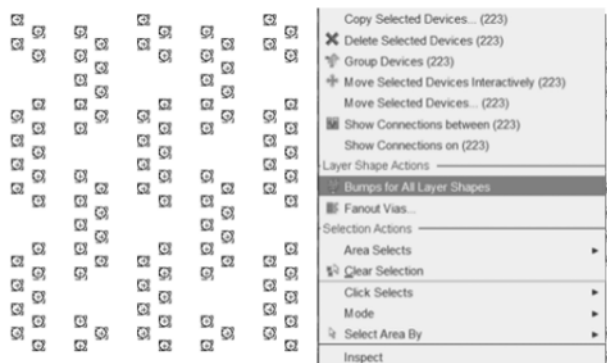 Copy Selected Devices... (223)
Delete Selected Devices (223)
Group Devices (223)
Move Selected Devices Interactively (223)
Move Selected Devices... (223)
Show Connections between (223)
Show Connections on (223)
Layer Shape Actions
Bumps for All Layer Shapes
Fanout Vias...
Selection Actions
Area Selects
Clear Selection
Click Selects
Mode
Select Area By
Inspect